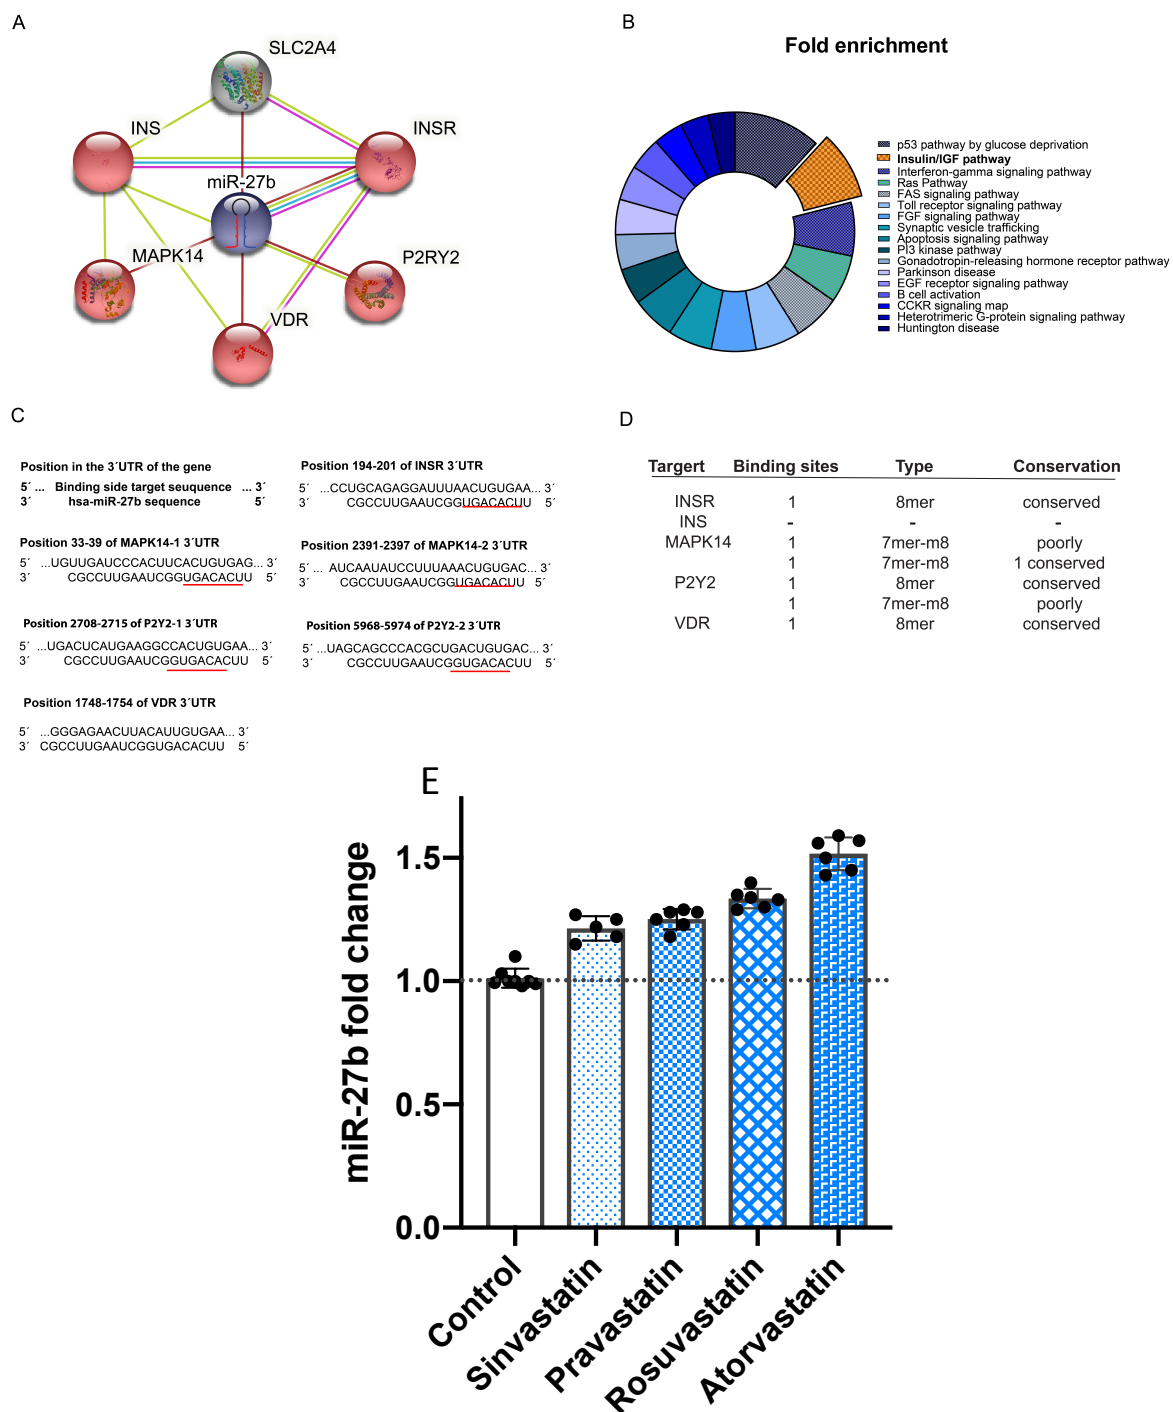 A
SLC2A4
INS
INSR
miR-27b
MAPK14
P2RY2
VDR
B
Fold enrichment
p53 pathway by glucose deprivation
Insulin/IGF pathway
Interferon-gamma signaling pathway
Ras Pathway
FAS signaling pathway
Toll receptor signaling pathway
FGF signaling pathway
Synaptic vesicle trafficking
Apoptosis signaling pathway
PI3 kinase pathway
Gonadotropin-releasing hormone receptor pathway
Parkinson disease
EGF receptor signaling pathway
B cell activation
CCKR signaling map
Heterotrimeric G-protein signaling pathway
Huntington disease
C
Position in the 3´UTR of the gene
5´ ... Binding side target seuquence ... 3´
3´ hsa-miR-27b sequence 5´
Position 194-201 of INSR 3´UTR
5´ ...CCUGCAGAGGAUUUAACUGUGAA... 3´
3´ CGCCUUGAAUCGGUGACACUU 5´
Position 33-39 of MAPK14-1 3´UTR
5´ ...UGUUGAUCCCACUUCACUGUGAG... 3´
3´ CGCCUUGAAUCGGUGACACUU 5´
Position 2391-2397 of MAPK14-2 3´UTR
5´ ... AUCAAUAUCCUUUAAACUGUGAC... 3´
3´ CGCCUUGAAUCGGUGACACUU 5´
Position 2708-2715 of P2Y2-1 3´UTR
5´ ...UGACUCAUGAAGGCCACUGUGAA... 3´
3´ CGCCUUGAAUCGGUGACACUU 5´
Position 5968-5974 of P2Y2-2 3´UTR
5´ ...UAGCAGCCCACGCUGACUGUGAC... 3´
3´ CGCCUUGAAUCGGUGACACUU 5´
Position 1748-1754 of VDR 3´UTR
5´ ...GGGAGAACUUACAUUGUGAA... 3´
3´ CGCCUUGAAUCGGUGACACUU 5´
D
Targert Binding sites Type Conservation
INSR 1 8mer conserved
INS - - -
MAPK14 1 7mer-m8 poorly
1 7mer-m8 1 conserved
P2Y2 1 8mer conserved
1 7mer-m8 poorly
VDR 1 8mer conserved
E
miR-27b fold change
1.5
1.0
0.5
0.0
Control
Sinvastatin
Pravastatin
Rosuvastatin
Atorvastatin